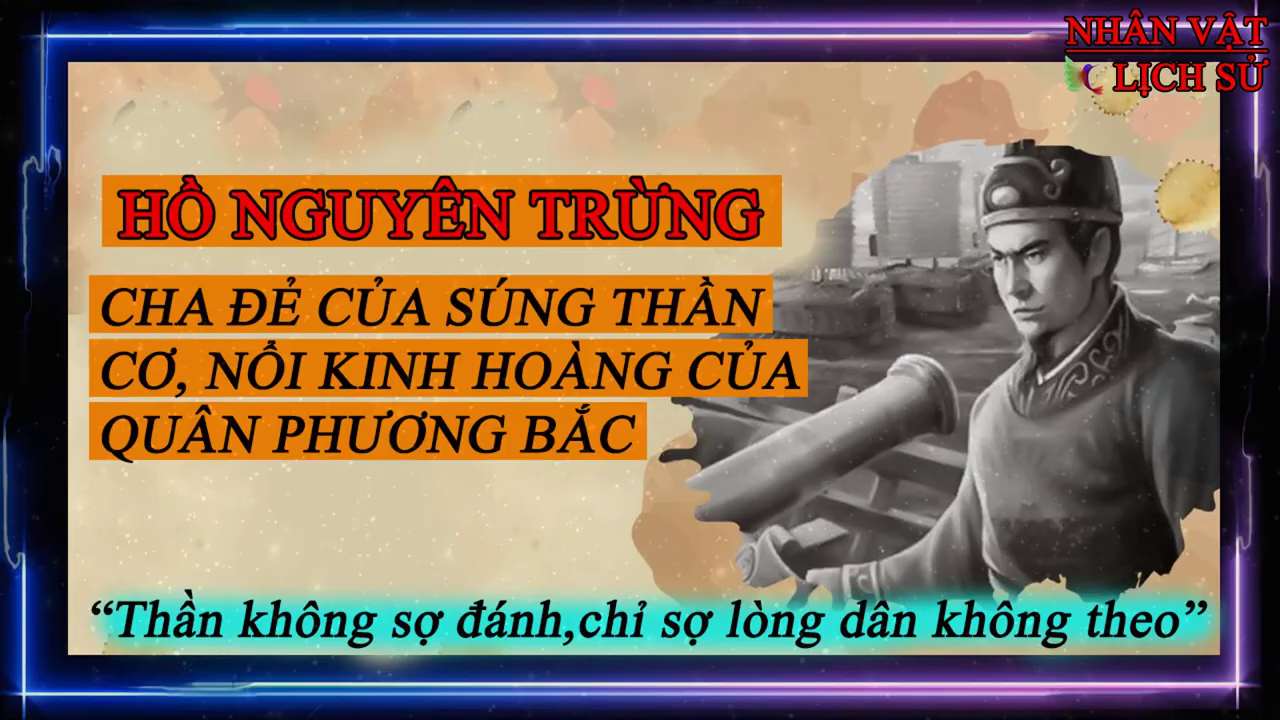 NHÂN VẬT
LỊCH SỬ
HỒ NGUYÊN TRỪNG
CHA ĐẺ CỦA SÚNG THẦN
CƠ, NỔI KINH HOÀNG CỦA
QUÂN PHƯƠNG BẮC
“Thần không sợ đánh,chỉ sợ lòng dân không theo”